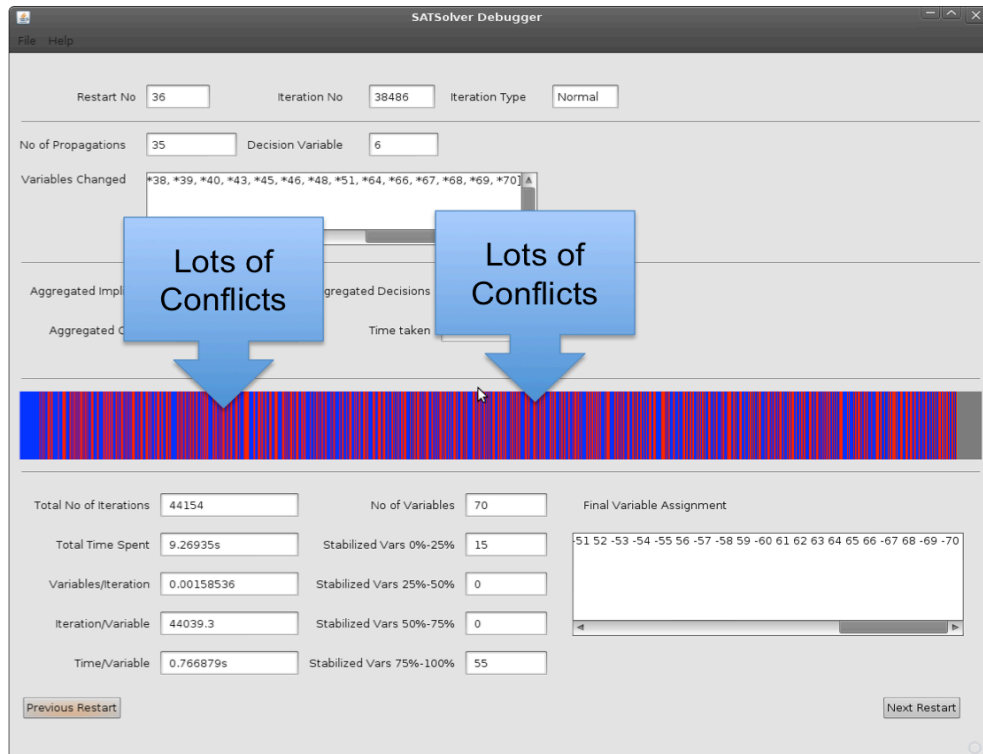 SATSolver Debugger
File Help
Restart No 36 Iteration No 38486 Iteration Type Normal
No of Propagations 35 Decision Variable 6
Variables Changed *38, *39, *40, *43, *45, *46, *48, *51, *64, *66, *67, *68, *69, *70]
Lots of
Conflicts
Lots of
Conflicts
Aggregated Decisions
Aggregated
Time taken
Total No of Iterations 44154 No of Variables 70 Final Variable Assignment
Total Time Spent 9.26935s Stabilized Vars 0%-25% 15 -51 52 -53 -54 -55 56 -57 -58 59 -60 61 62 63 64 65 66 -67 68 -69 -70
Variables/Iteration 0.00158536 Stabilized Vars 25%-50% 0
Iteration/Variable 44039.3 Stabilized Vars 50%-75% 0
Time/Variable 0.766879s Stabilized Vars 75%-100% 55
Previous Restart Next Restart